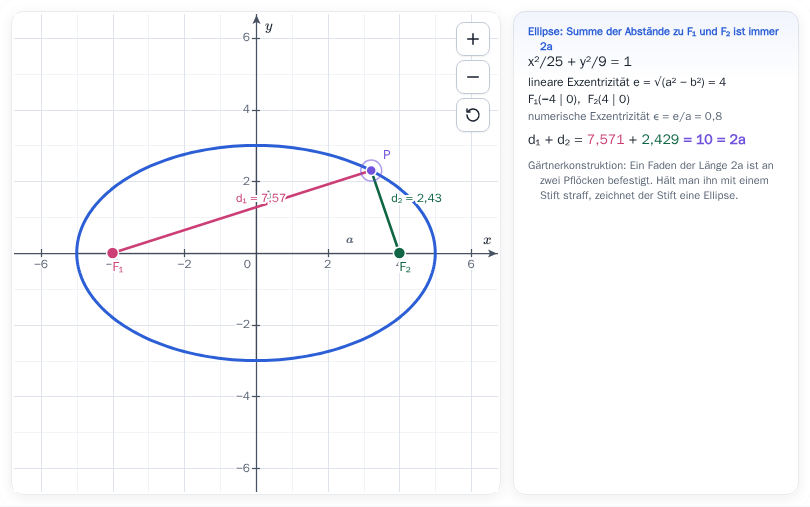 6
y
4
2
P
d₁ = 7,57
d₂ = 2,43
a
x
−6
−4
−2
0
2
4
6
F₁
F₂
−2
−4
−6
+
−
Ellipse: Summe der Abstände zu F₁ und F₂ ist immer
2a
x²/25 + y²/9 = 1
lineare Exzentrizität e = √(a² − b²) = 4
F₁(−4 | 0),  F₂(4 | 0)
numerische Exzentrizität ϵ = e/a = 0,8
d₁ + d₂ = 7,571 + 2,429 = 10 = 2a
Gärtnerkonstruktion: Ein Faden der Länge 2a ist an
zwei Pflöcken befestigt. Hält man ihn mit einem
Stift straff, zeichnet der Stift eine Ellipse.